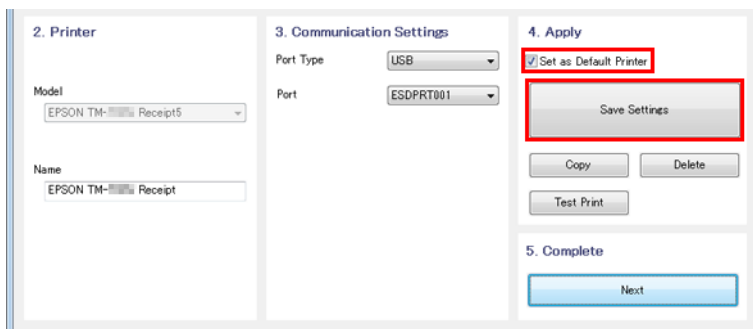 2. Printer
Model
EPSON TM- Receipt5
Name
EPSON TM- Receipt
3. Communication Settings
Port Type
USB
Port
ESDPRT001
4. Apply
Set as Default Printer
Save Settings
Copy
Delete
Test Print
5. Complete
Next